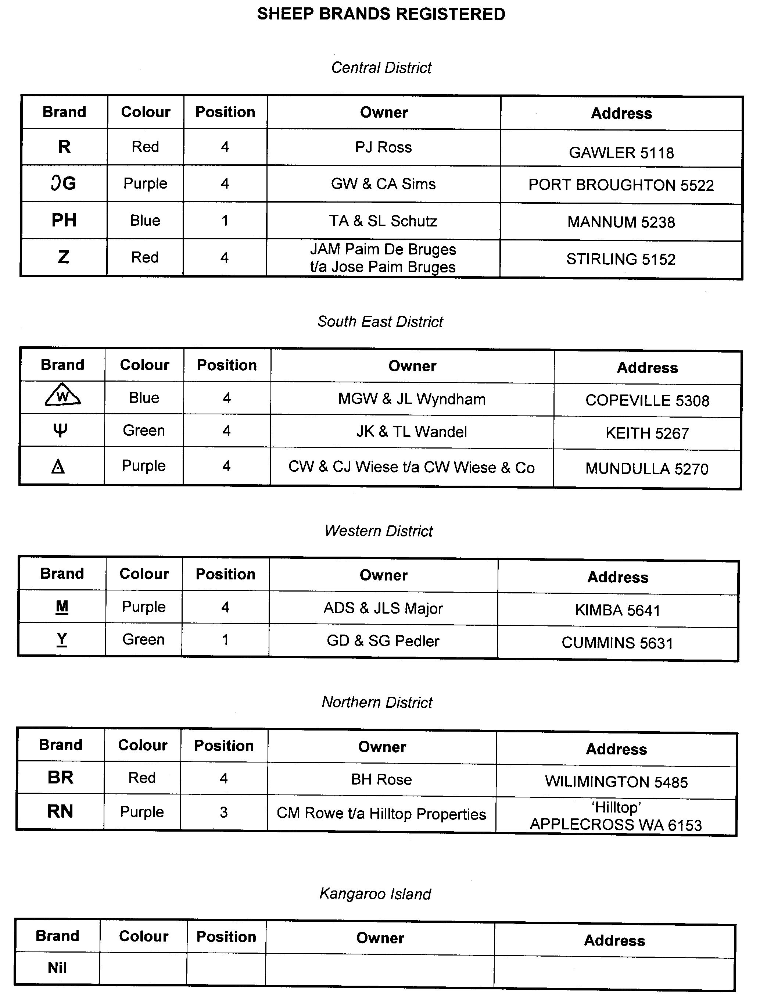 SHEEP BRANDS REGISTERED
Central District
Brand Colour Position Owner Address
R Red 4 PJ Ross GAWLER 5118
ƆG Purple 4 GW & CA Sims PORT BROUGHTON 5522
PH Blue 1 TA & SL Schutz MANNUM 5238
Z Red 4 JAM Paim De Bruges t/a Jose Paim Bruges STIRLING 5152
South East District
Brand Colour Position Owner Address
W Blue 4 MGW & JL Wyndham COPEVILLE 5308
Ψ Green 4 JK & TL Wandel KEITH 5267
◬ Purple 4 CW & CJ Wiese t/a CW Wiese & Co MUNDULLA 5270
Western District
Brand Colour Position Owner Address
M Purple 4 ADS & JLS Major KIMBA 5641
Y Green 1 GD & SG Pedler CUMMINS 5631
Northern District
Brand Colour Position Owner Address
BR Red 4 BH Rose WILIMINGTON 5485
RN Purple 3 CM Rowe t/a Hilltop Properties ‘Hilltop’ APPLECROSS WA 6153
Kangaroo Island
Brand Colour Position Owner Address
Nil